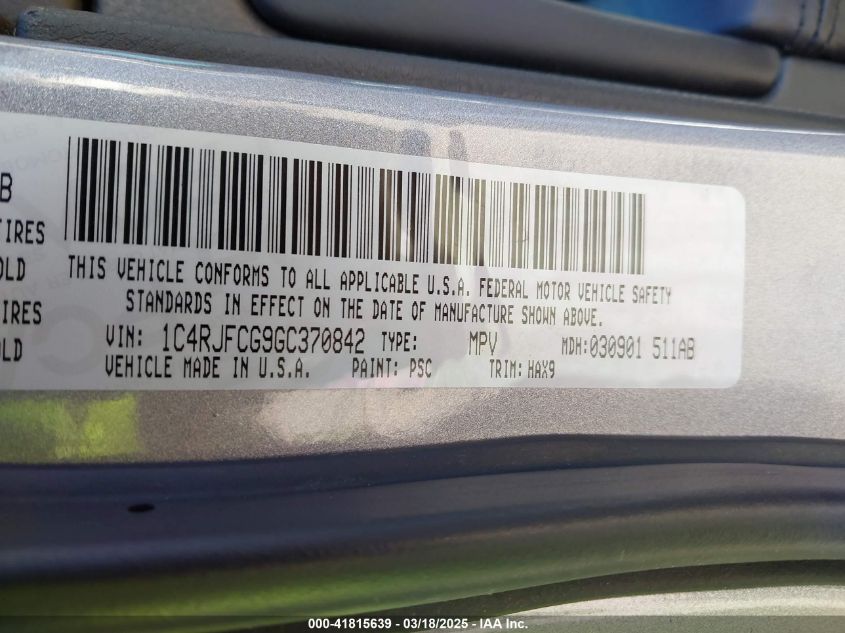 B
TIRES
OLD
TIRES
OLD
THIS VEHICLE CONFORMS TO ALL APPLICABLE U.S.A. FEDERAL MOTOR VEHICLE SAFETY
STANDARDS IN EFFECT ON THE DATE OF MANUFACTURE SHOWN ABOVE.
VIN: 1C4RJFCG9GC370842 TYPE: MPV MDH:030901 511AB
VEHICLE MADE IN U.S.A. PAINT: PSC TRIM: HAX9
000-41815639 - 03/18/2025 - © IAA Inc.